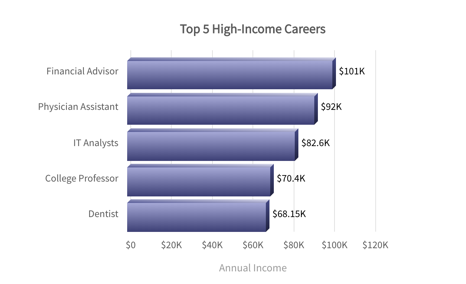 Top 5 High-Income Careers
Financial Advisor $101K
Physician Assistant $92K
IT Analysts $82.6K
College Professor $70.4K
Dentist $68.15K
$0 $20K $40K $60K $80K $100K $120K
Annual Income